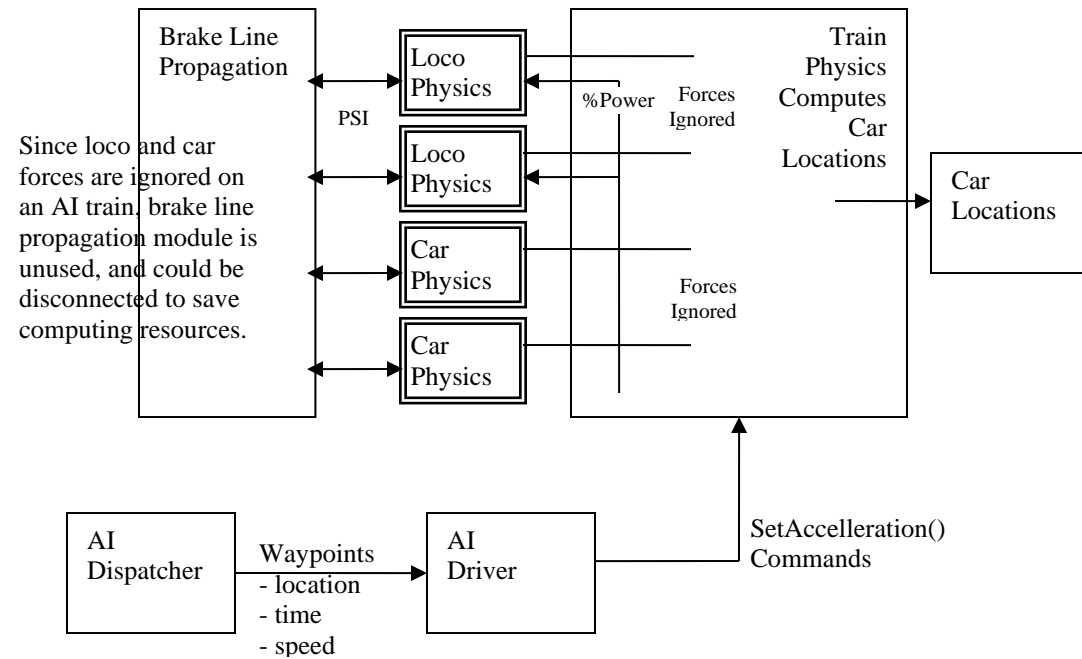 Brake Line
Propagation
Since loco and car
forces are ignored on
an AI train, brake line
propagation module is
unused, and could be
disconnected to save
computing resources.
PSI
Loco
Physics
Loco
Physics
Car
Physics
Car
Physics
%Power
Forces
Ignored
Forces
Ignored
Train
Physics
Computes
Car
Locations
Car
Locations
AI
Dispatcher
Waypoints
- location
- time
- speed
AI
Driver
SetAccelleration()
Commands